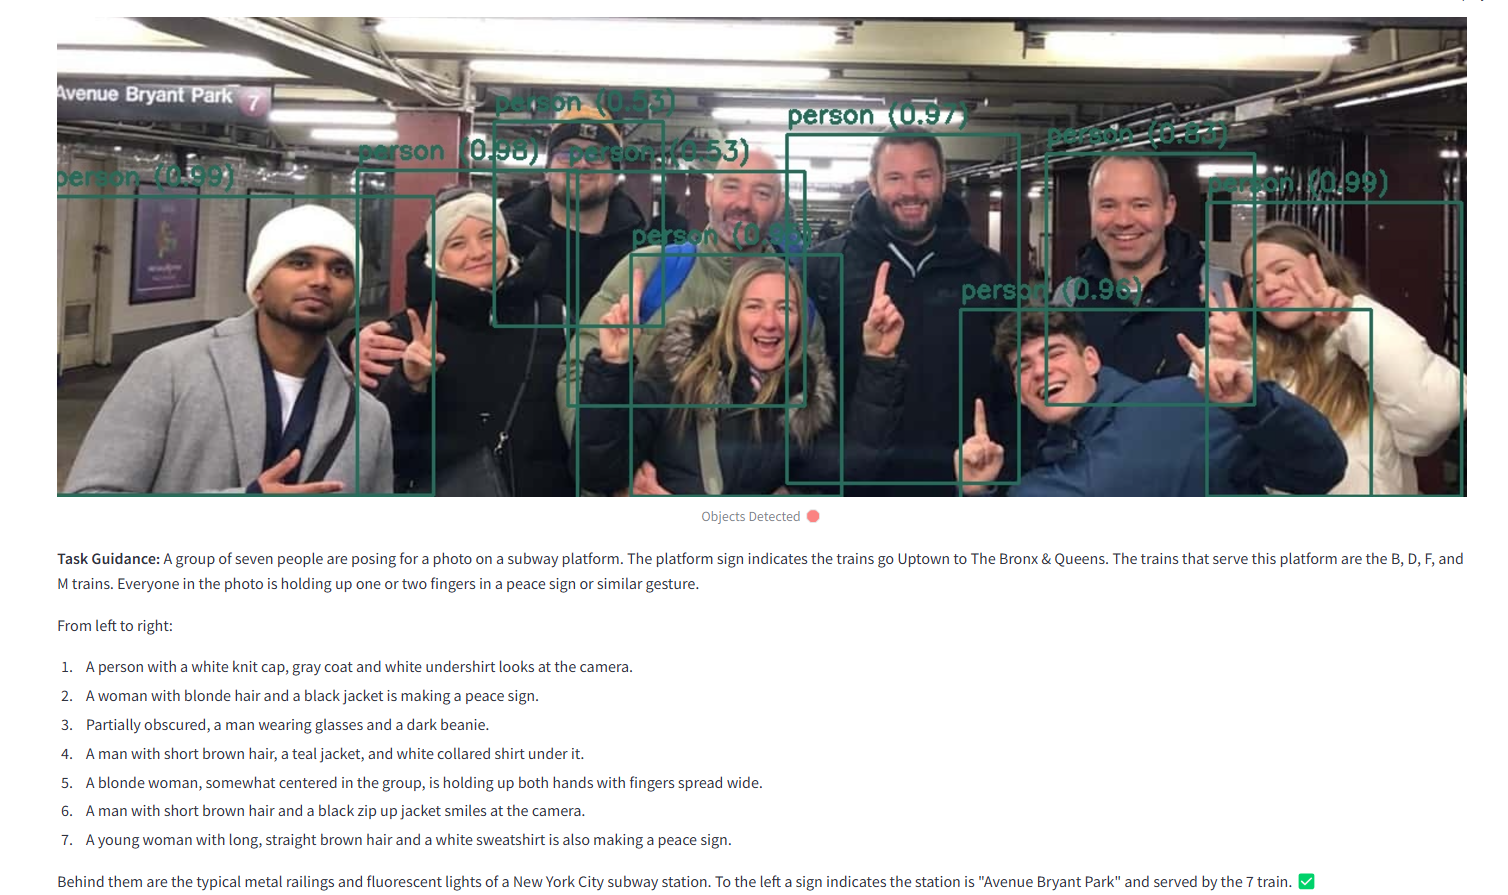 Avenue Bryant Park 7
person (0.53)
person (0.97)
person (0.83)
person (0.98)
person (0.53)
person (0.99)
person (0.99)
person
person (0.96)
Objects Detected
Task Guidance: A group of seven people are posing for a photo on a subway platform. The platform sign indicates the trains go Uptown to The Bronx & Queens. The trains that serve this platform are the B, D, F, and
M trains. Everyone in the photo is holding up one or two fingers in a peace sign or similar gesture.
From left to right:
1. A person with a white knit cap, gray coat and white undershirt looks at the camera.
2. A woman with blonde hair and a black jacket is making a peace sign.
3. Partially obscured, a man wearing glasses and a dark beanie.
4. A man with short brown hair, a teal jacket, and white collared shirt under it.
5. A blonde woman, somewhat centered in the group, is holding up both hands with fingers spread wide.
6. A man with short brown hair and a black zip up jacket smiles at the camera.
7. A young woman with long, straight brown hair and a white sweatshirt is also making a peace sign.
Behind them are the typical metal railings and fluorescent lights of a New York City subway station. To the left a sign indicates the station is "Avenue Bryant Park" and served by the 7 train.